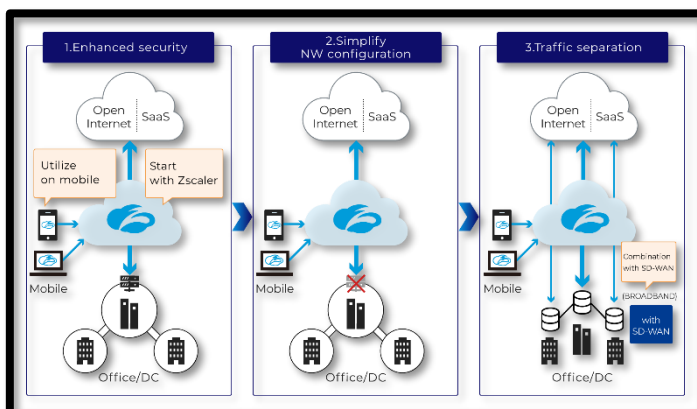 1.Enhanced security
Open
Internet
SaaS
Utilize
on mobile
Start
with Zscaler
Mobile
Office/DC
2.Simplify
NW configuration
Open
Internet
SaaS
Mobile
Office/DC
3.Traffic separation
Open
Internet
SaaS
Mobile
Combination
with SD-WAN
(BROADBAND)
with
SD-WAN
Office/DC